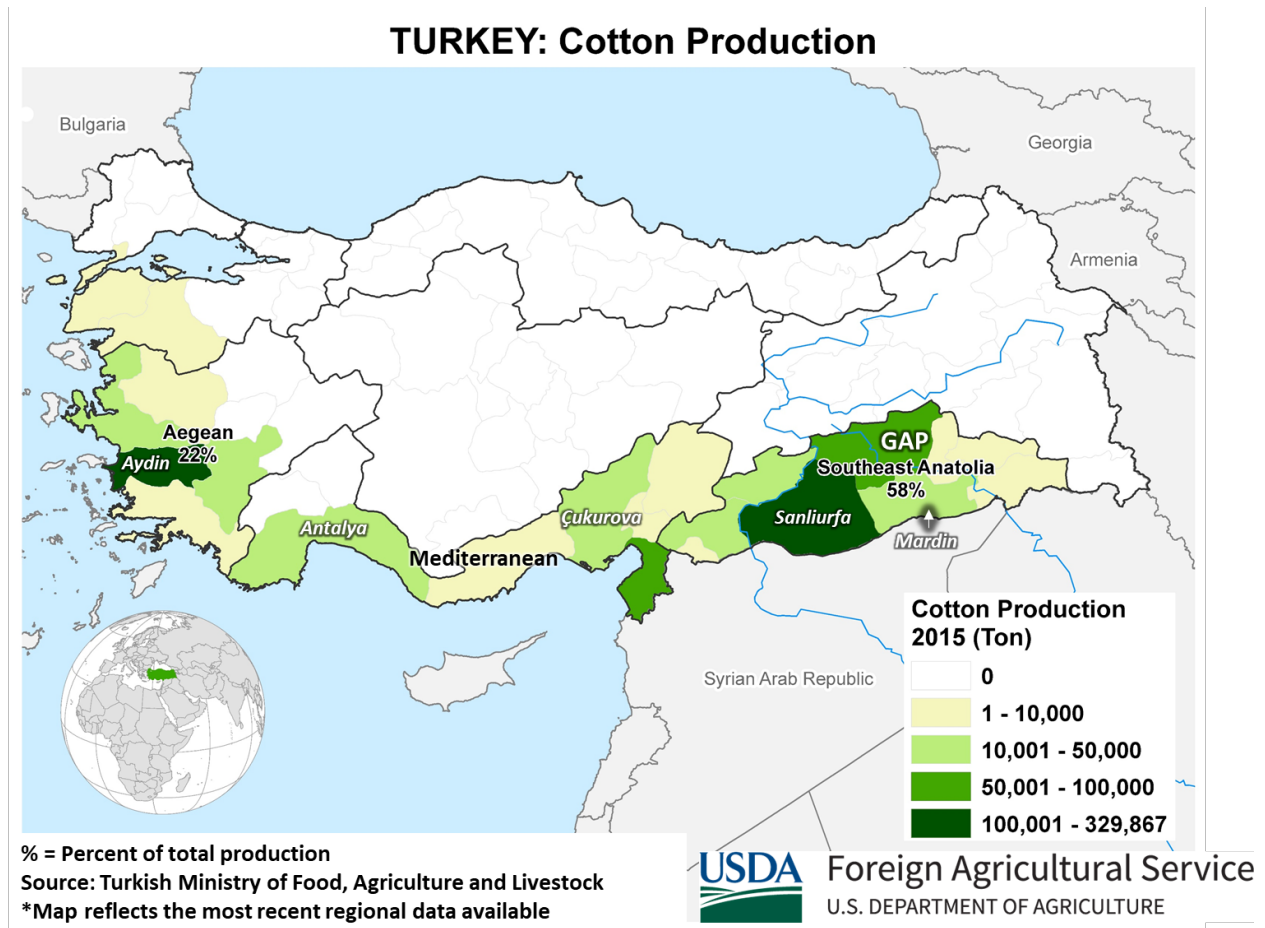 TURKEY: Cotton Production
Bulgaria
Georgia
Armenia
Aegean
22%
Aydin
GAP
Southeast Anatolia
58%
Sanliurfa
Mardin
Antalya
Çukurova
Mediterranean
Syrian Arab Republic
Cotton Production
2015 (Ton)
0
1 - 10,000
10,001 - 50,000
50,001 - 100,000
100,001 - 329,867
% = Percent of total production
Source: Turkish Ministry of Food, Agriculture and Livestock
*Map reflects the most recent regional data available
USDA
Foreign Agricultural Service
U.S. DEPARTMENT OF AGRICULTURE